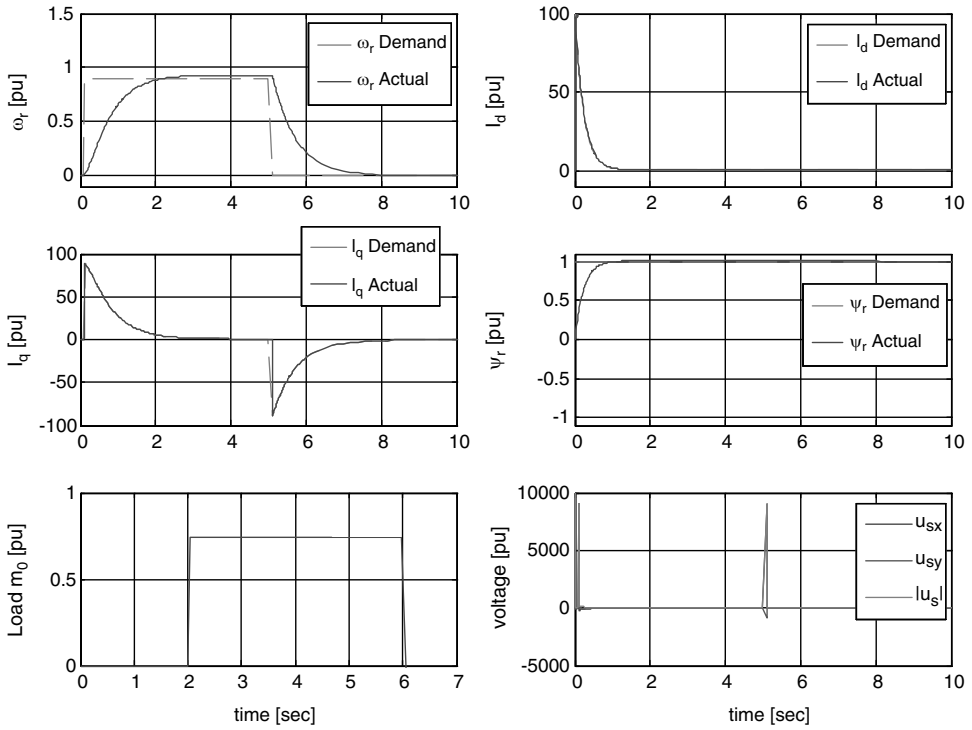 1.5
1
0.5
0
ω_r [pu]
ω_r Demand
ω_r Actual
0 2 4 6 8 10
100
50
0
I_d [pu]
I_d Demand
I_d Actual
0 2 4 6 8 10
100
50
0
-50
-100
I_q [pu]
I_q Demand
I_q Actual
0 2 4 6 8 10
1
0.5
0
-0.5
-1
ψ_r [pu]
ψ_r Demand
ψ_r Actual
0 2 4 6 8 10
1
0.5
0
Load m_0 [pu]
0 1 2 3 4 5 6 7
time [sec]
10000
5000
0
-5000
voltage [pu]
u_sx
u_sy
|u_s|
0 2 4 6 8 10
time [sec]